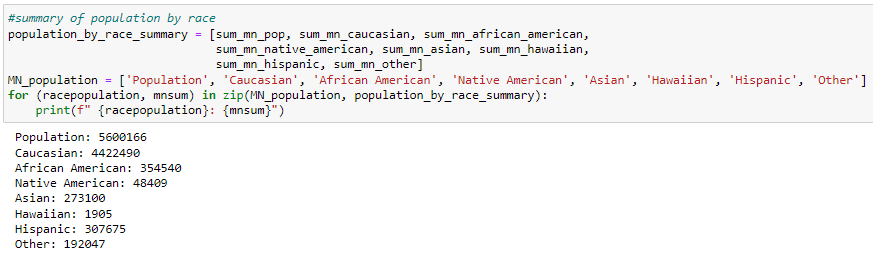 #summary of population by race
population_by_race_summary = [sum_mn_pop, sum_mn_caucasian, sum_mn_african_american,
sum_mn_native_american, sum_mn_asian, sum_mn_hawaiian,
sum_mn_hispanic, sum_mn_other]
MN_population = ['Population', 'Caucasian', 'African American', 'Native American', 'Asian', 'Hawaiian', 'Hispanic', 'Other']
for (racepopulation, mnsum) in zip(MN_population, population_by_race_summary):
print(f" {racepopulation}: {mnsum}")
Population: 5600166
Caucasian: 4422490
African American: 354540
Native American: 48409
Asian: 273100
Hawaiian: 1905
Hispanic: 307675
Other: 192047